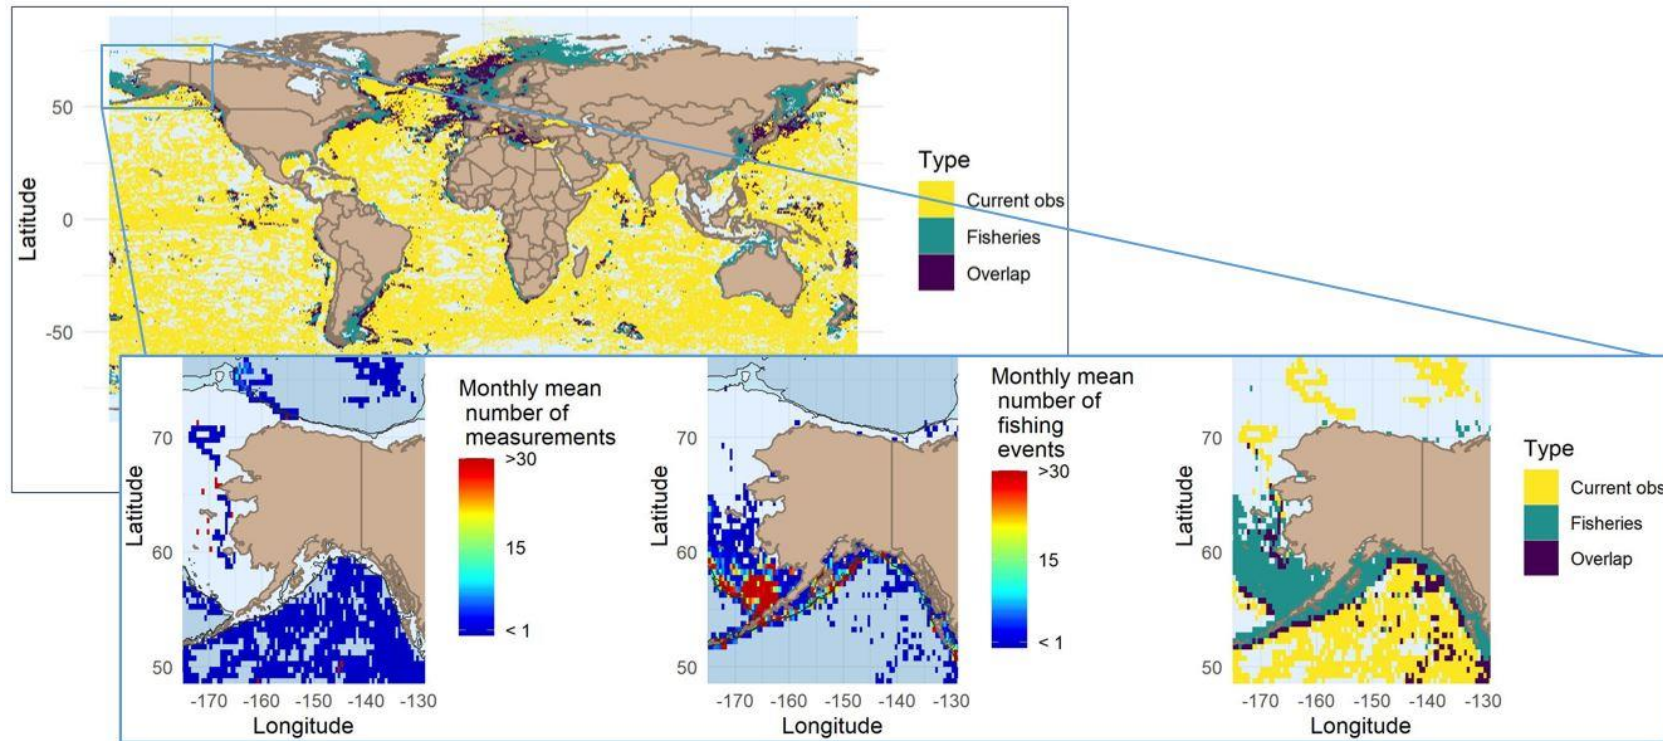 Latitude
50
0
-50
Type
Current obs
Fisheries
Overlap
Latitude
70
60
50
-170 -160 -150 -140 -130
Longitude
Monthly mean
number of
measurements
>30
15
< 1
Latitude
70
60
50
-170 -160 -150 -140 -130
Longitude
Monthly mean
number of
fishing
events
>30
15
< 1
Latitude
70
60
50
-170 -160 -150 -140 -130
Longitude
Type
Current obs
Fisheries
Overlap